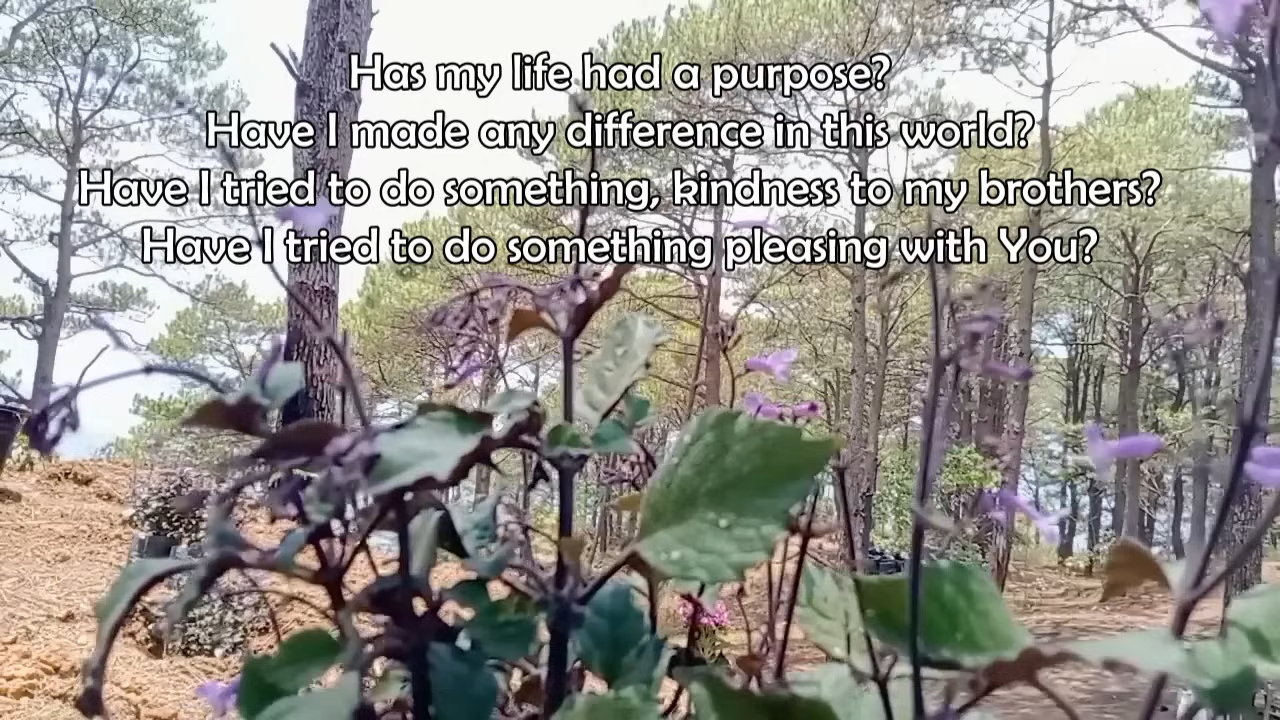 Has my life had a purpose?
Have I made any difference in this world?
Have I tried to do something, kindness to my brothers?
Have I tried to do something pleasing with You?